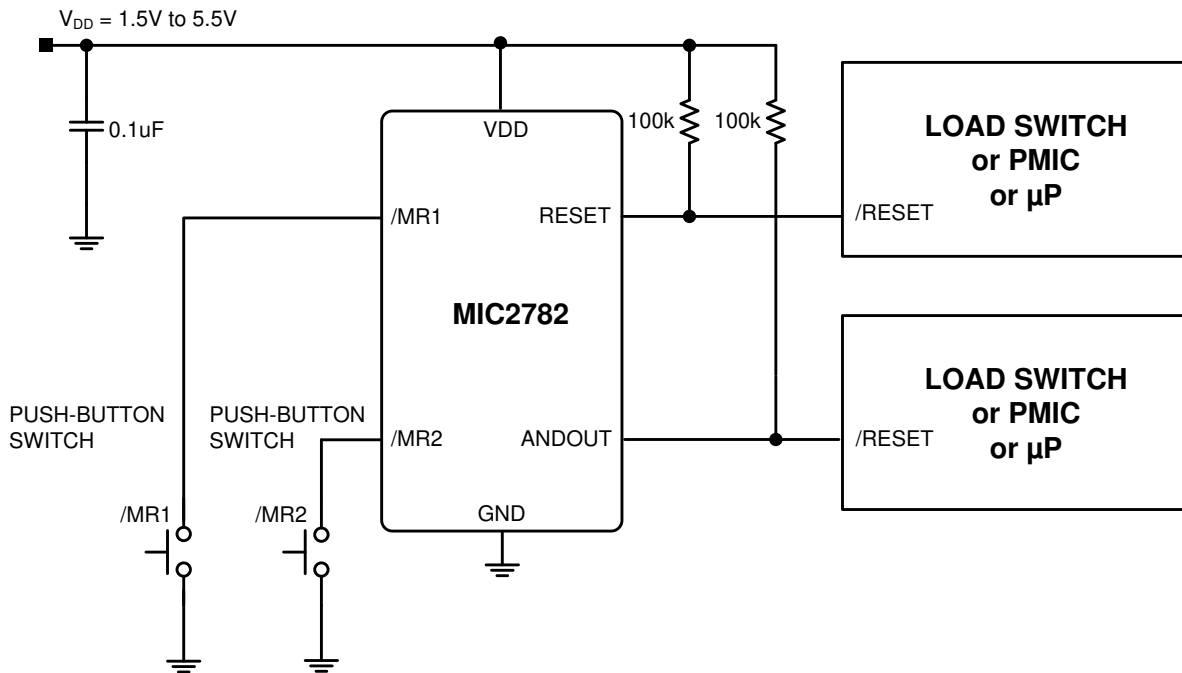 V_DD = 1.5V to 5.5V
0.1uF
VDD
100k
100k
LOAD SWITCH
or PMIC
or µP
/RESET
/MR1
RESET
MIC2782
LOAD SWITCH
or PMIC
or µP
/RESET
PUSH-BUTTON
SWITCH
PUSH-BUTTON
SWITCH
/MR2
ANDOUT
/MR1
/MR2
GND